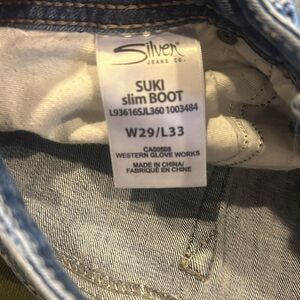 Silver
JEANS CO.
SUKI
slim BOOT
L93616SJL360 1003484
W29/L33
CA00506
WESTERN GLOVE WORKS
MADE IN CHINA/
FABRIQUÉ EN CHINE